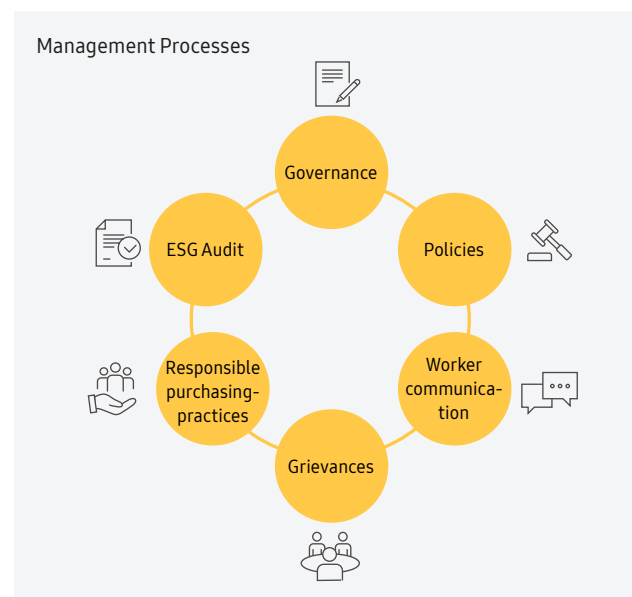 Management Processes
Governance
ESG Audit
Policies
Responsible
purchasing-
practices
Worker
communica-
tion
Grievances